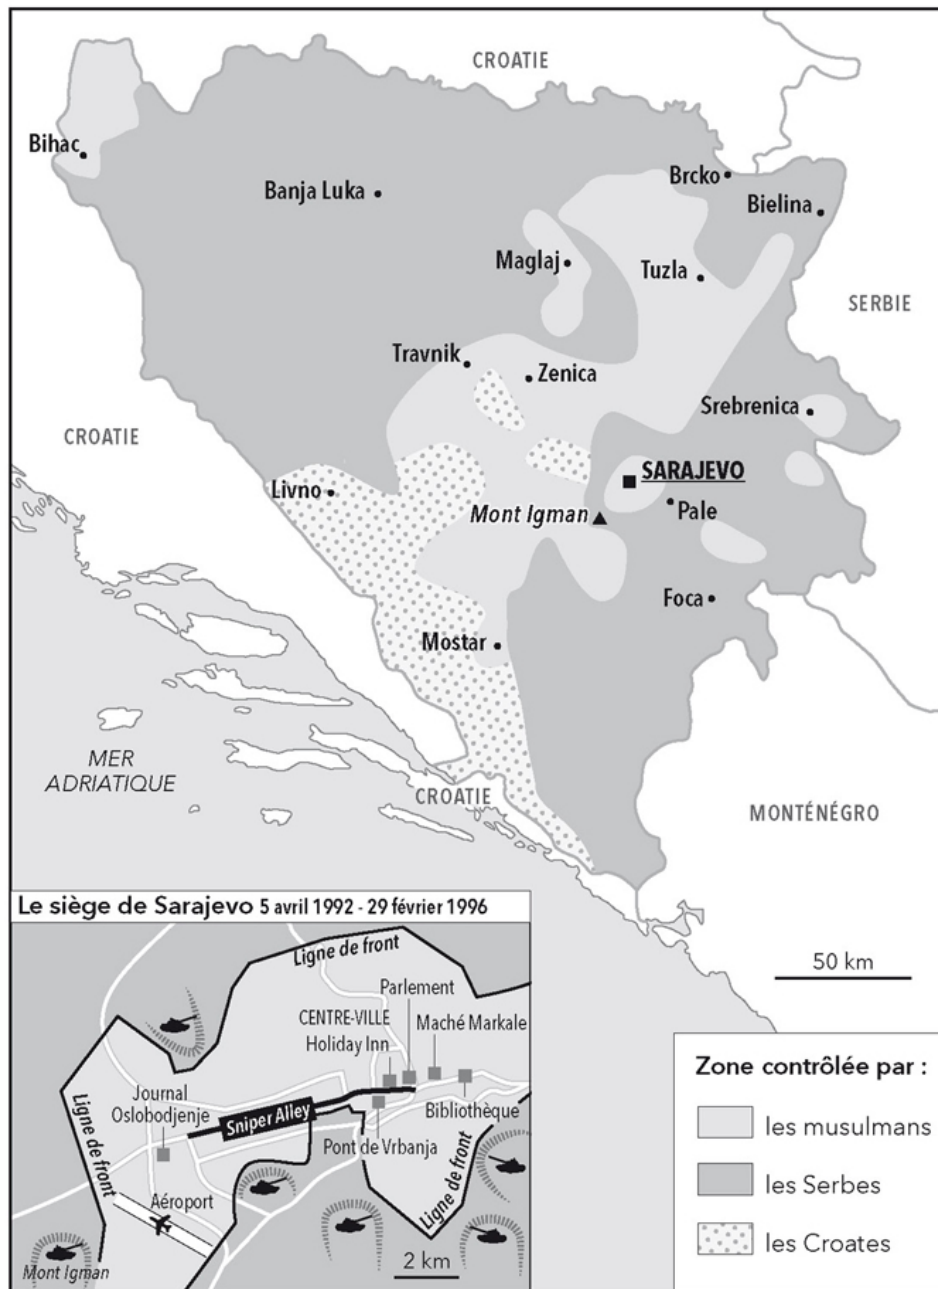 CROATIE
Bihac
Banja Luka
Brcko
Bielina
Maglaj
Tuzla
SERBIE
Travnik
Zenica
Srebrenica
CROATIE
SARAJEVO
Livno
Mont Igman
Pale
Foca
Mostar
MER
ADRIATIQUE
CROATIE
MONTÉNÉGRO
Le siège de Sarajevo 5 avril 1992 - 29 février 1996
50 km
Ligne de front
Parlement
CENTRE-VILLE
Maché Markale
Holiday Inn
Journal
Oslobodjenje
Ligne de front
Sniper Alley
Bibliothèque
Pont de Vrbanja
Ligne de front
Aéroport
Mont Igman
2 km
Zone contrôlée par :
les musulmans
les Serbes
les Croates